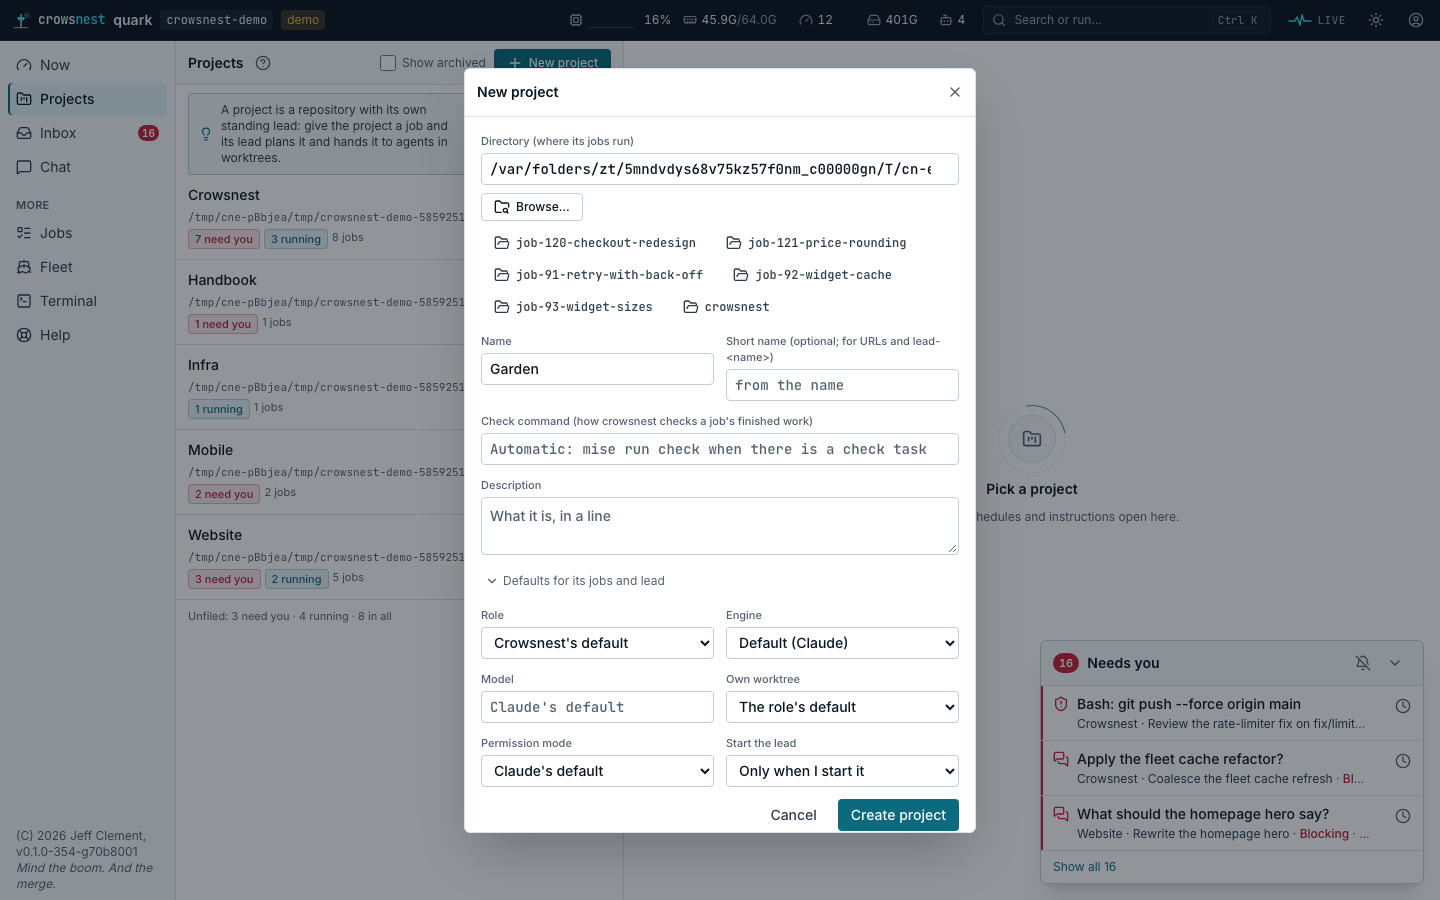 crowsnest quark crowsnest-demo demo 16% 45.9G/64.0G 12 401G 4 Search or run... Ctrl K LIVE
Now
Projects
Inbox 16
Chat
MORE
Jobs
Fleet
Terminal
Help
(C) 2026 Jeff Clement,
v0.1.0-354-g70b8001
Mind the boom. And the
merge.
Projects Show archived New project
A project is a repository with its own
standing lead: give the project a job and
its lead plans it and hands it to agents in
worktrees.
Crowsnest
/tmp/cne-pBbjea/tmp/crowsnest-demo-5859251
7 need you 3 running 8 jobs
Handbook
/tmp/cne-pBbjea/tmp/crowsnest-demo-5859251
1 need you 1 jobs
Infra
/tmp/cne-pBbjea/tmp/crowsnest-demo-5859251
1 running 1 jobs
Mobile
/tmp/cne-pBbjea/tmp/crowsnest-demo-5859251
2 need you 2 jobs
Website
/tmp/cne-pBbjea/tmp/crowsnest-demo-5859251
3 need you 2 running 5 jobs
Unfiled: 3 need you · 4 running · 8 in all
New project
Directory (where its jobs run)
/var/folders/zt/5mndvdys68v75kz57f0nm_c00000gn/T/cn-e
Browse...
job-120-checkout-redesign job-121-price-rounding
job-91-retry-with-back-off job-92-widget-cache
job-93-widget-sizes crowsnest
Name
Garden
Short name (optional; for URLs and lead-
<name>)
from the name
Check command (how crowsnest checks a job's finished work)
Automatic: mise run check when there is a check task
Description
What it is, in a line
Defaults for its jobs and lead
Role Engine
Crowsnest's default Default (Claude)
Model Own worktree
Claude's default The role's default
Permission mode Start the lead
Claude's default Only when I start it
Cancel Create project
Pick a project
hedules and instructions open here.
16 Needs you
Bash: git push --force origin main
Crowsnest · Review the rate-limiter fix on fix/limit...
Apply the fleet cache refactor?
Crowsnest · Coalesce the fleet cache refresh · Bl...
What should the homepage hero say?
Website · Rewrite the homepage hero · Blocking · ...
Show all 16